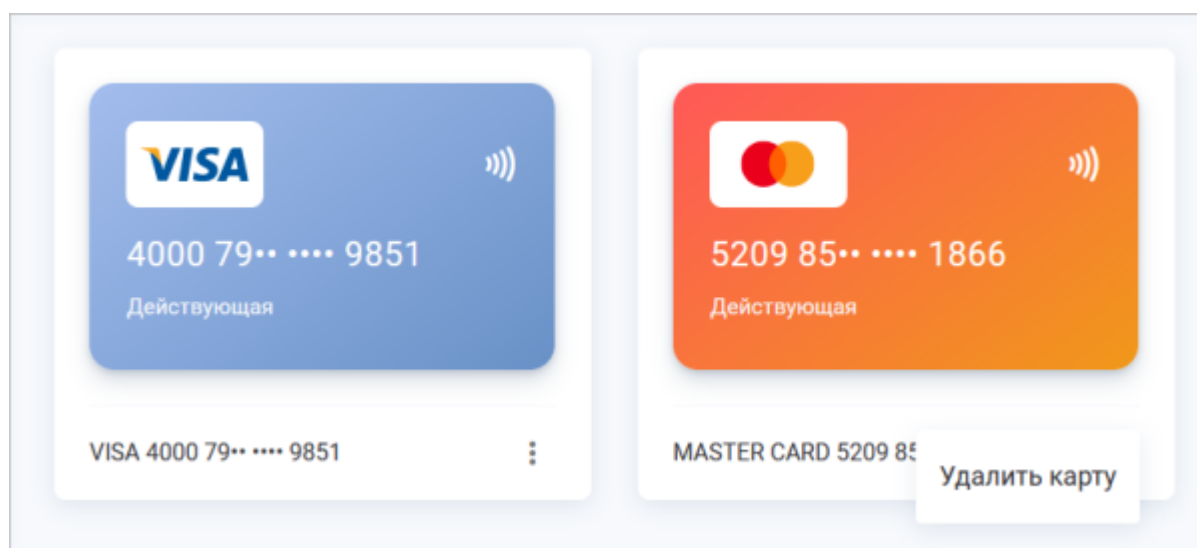 VISA
4000 79•• •••• 9851
Действующая
VISA 4000 79•• •••• 9851
5209 85•• •••• 1866
Действующая
MASTER CARD 5209 85
Удалить карту